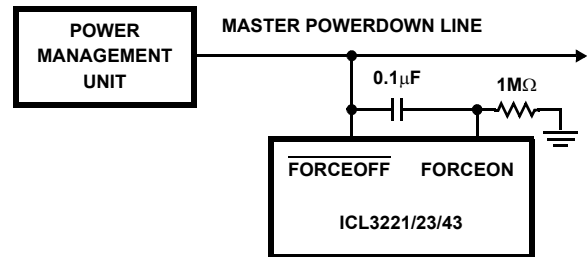 POWER
MANAGEMENT
UNIT
MASTER POWERDOWN LINE
0.1μF
1MΩ
FORCEOFF FORCEON
ICL3221/23/43